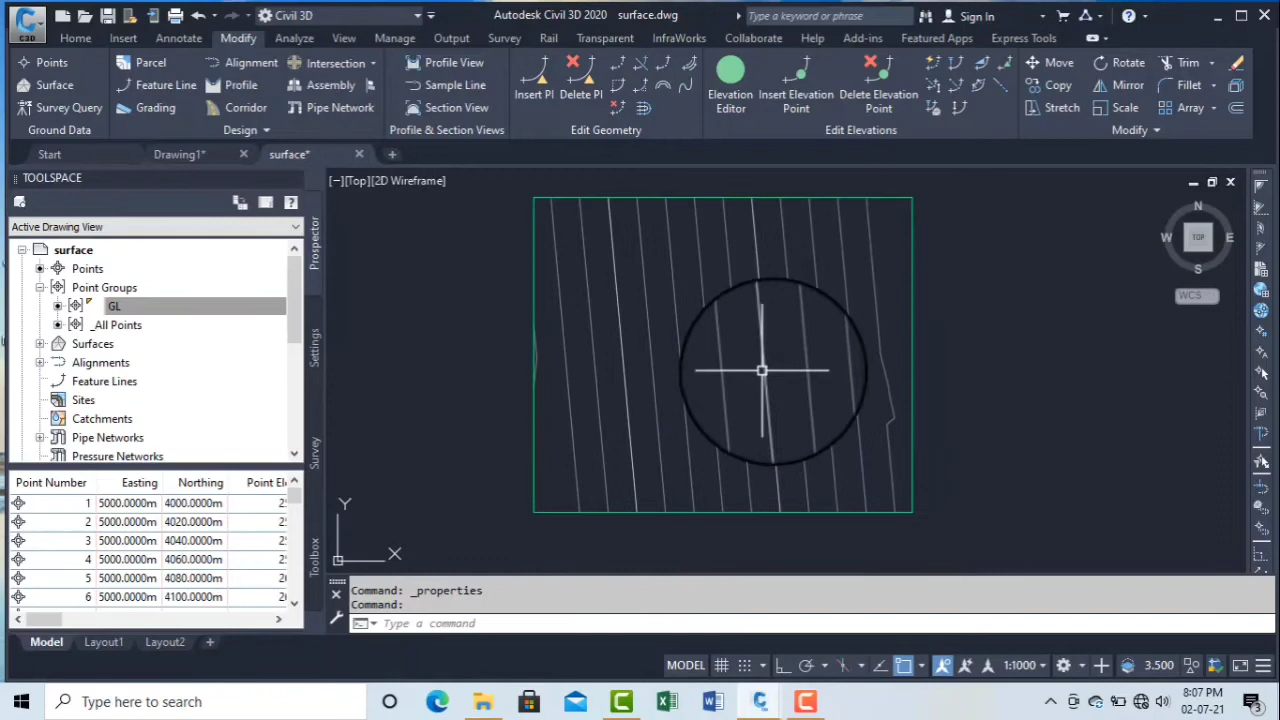 Civil 3D
Autodesk Civil 3D 2020 surface.dwg
Type a keyword or phrase
Sign In
C3D
Home Insert Annotate Modify Analyze View Manage Output Survey Rail Transparent InfraWorks Collaborate Help Add-ins Featured Apps Express Tools
Points Parcel Alignment Intersection Profile View Move Rotate Trim
Surface Feature Line Profile Assembly Sample Line Copy Mirror Fillet
Insert PI Delete PI Elevation Editor Insert Elevation Point Delete Elevation Point
Survey Query Grading Corridor Pipe Network Section View Stretch Scale Array
Ground Data Design Profile & Section Views Edit Geometry Edit Elevations Modify
Start Drawing1* surface*
TOOLSPACE
[−][Top][2D Wireframe]
Active Drawing View
surface
Points
Point Groups
GL
_All Points
Surfaces
Alignments
Feature Lines
Sites
Catchments
Pipe Networks
Pressure Networks
Prospector
Settings
Survey
Toolbox
N
W TOP E
S
WCS
Y
X
Point Number Easting Northing Point El
1 5000.0000m 4000.0000m 2
2 5000.0000m 4020.0000m 2
3 5000.0000m 4040.0000m 2
4 5000.0000m 4060.0000m 2
5 5000.0000m 4080.0000m 2
6 5000.0000m 4100.0000m 2
Command: _properties
Command:
Type a command
Model Layout1 Layout2
MODEL 1:1000 3.500
Type here to search
8:07 PM
02-07-21
3